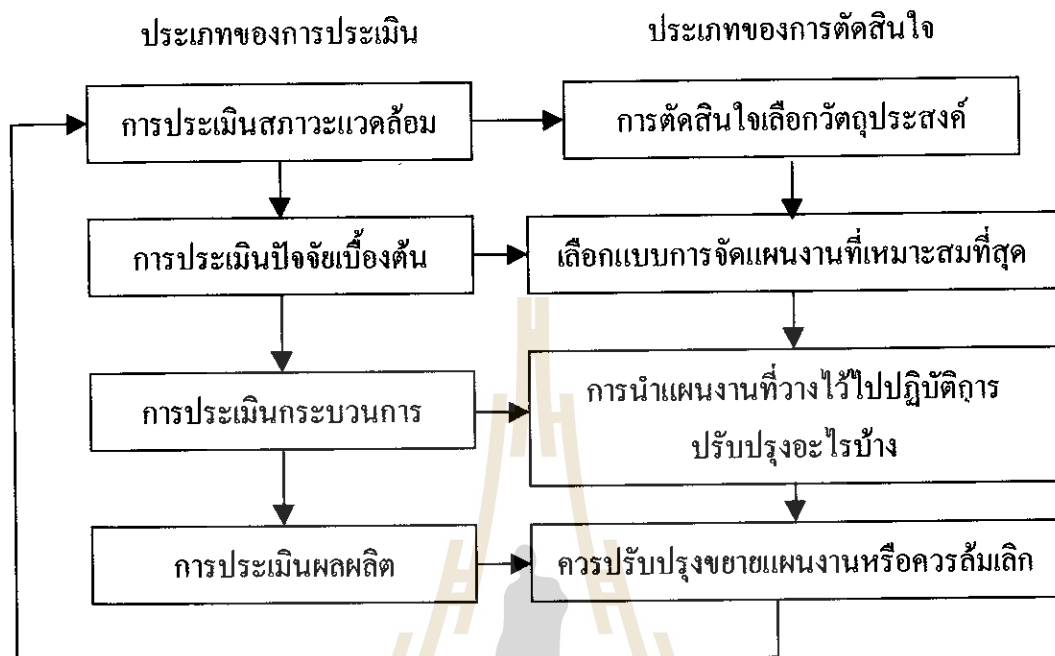 ประเภทของการประเมิน
ประเภทของการตัดสินใจ
การประเมินสภาวะแวดล้อม
การตัดสินใจเลือกวัตถุประสงค์
การประเมินปัจจัยเบื้องต้น
เลือกแบบการจัดแผนงานที่เหมาะสมที่สุด
การประเมินกระบวนการ
การนำแผนงานที่วางไว้ไปปฏิบัติการ
ปรับปรุงอะไรบ้าง
การประเมินผลผลิต
ควรปรับปรุงขยายแผนงานหรือควรล้มเลิก